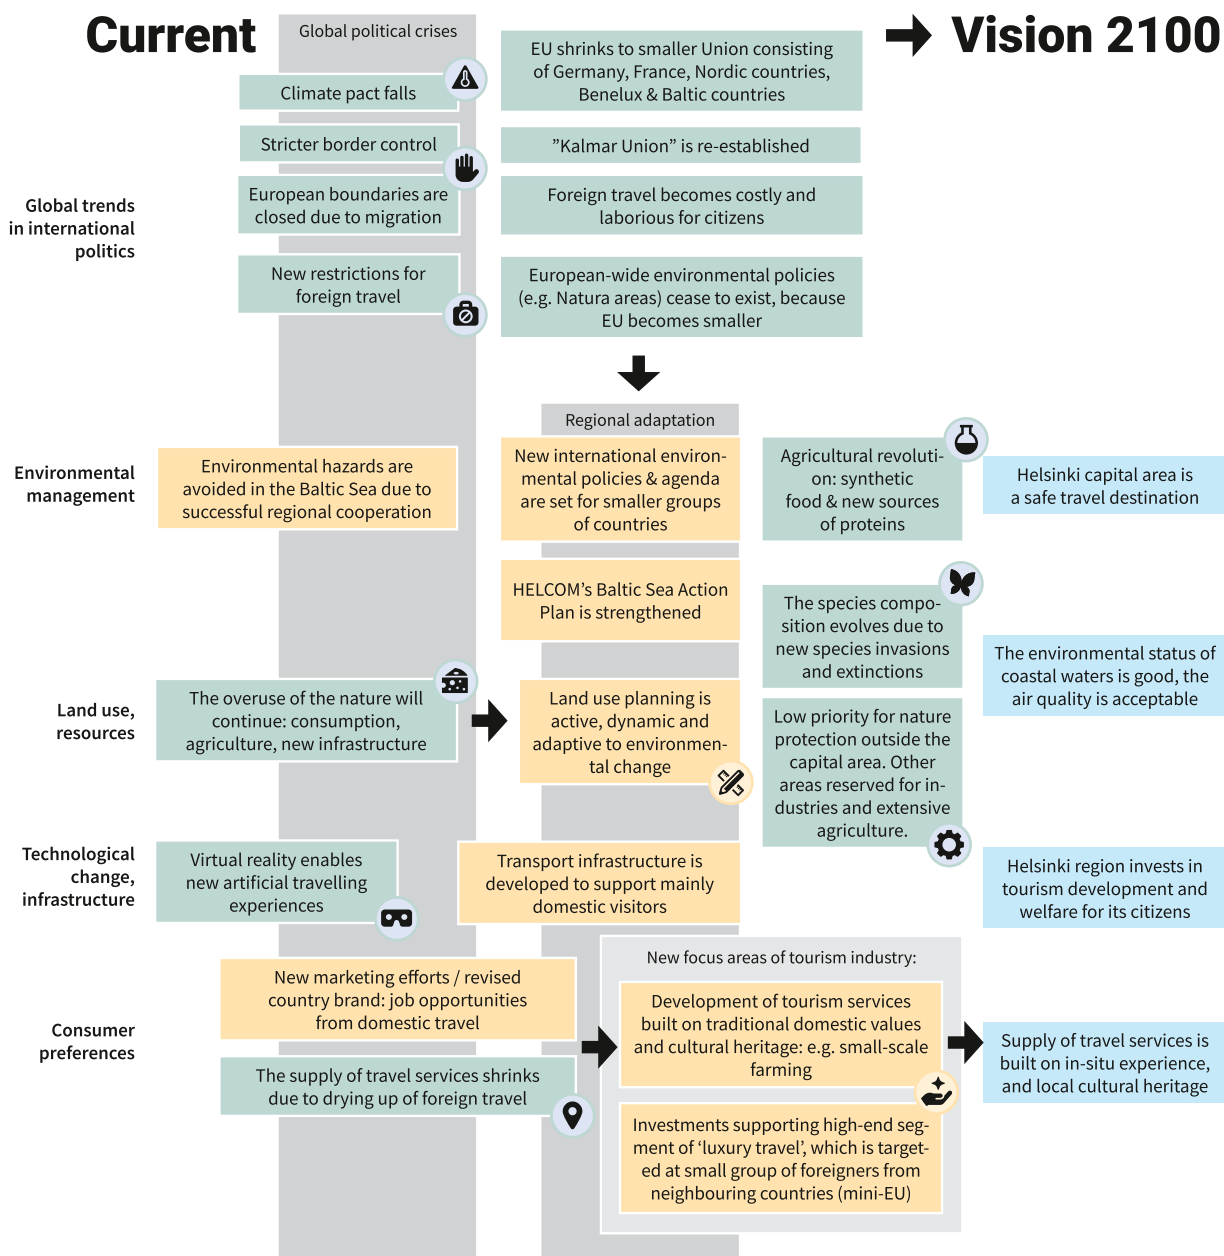 Current
Global political crises
Vision 2100
Climate pact falls
Stricter border control
European boundaries are
closed due to migration
New restrictions for
foreign travel
EU shrinks to smaller Union consisting
of Germany, France, Nordic countries,
Benelux & Baltic countries
”Kalmar Union” is re-established
Foreign travel becomes costly and
laborious for citizens
European-wide environmental policies
(e.g. Natura areas) cease to exist, because
EU becomes smaller
Global trends
in international
politics
Regional adaptation
Environmental
management
Environmental hazards are
avoided in the Baltic Sea due to
successful regional cooperation
New international environ-
mental policies & agenda
are set for smaller groups
of countries
Agricultural revoluti-
on: synthetic
food & new sources
of proteins
Helsinki capital area is
a safe travel destination
HELCOM’s Baltic Sea Action
Plan is strengthened
The species compo-
sition evolves due to
new species invasions
and extinctions
The environmental status of
coastal waters is good, the
air quality is acceptable
Land use,
resources
The overuse of the nature will
continue: consumption,
agriculture, new infrastructure
Land use planning is
active, dynamic and
adaptive to environmen-
tal change
Low priority for nature
protection outside the
capital area. Other
areas reserved for in-
dustries and extensive
agriculture.
Technological
change,
infrastructure
Virtual reality enables
new artificial travelling
experiences
Transport infrastructure is
developed to support mainly
domestic visitors
Helsinki region invests in
tourism development and
welfare for its citizens
Consumer
preferences
New marketing efforts / revised
country brand: job opportunities
from domestic travel
The supply of travel services shrinks
due to drying up of foreign travel
New focus areas of tourism industry:
Development of tourism services
built on traditional domestic values
and cultural heritage: e.g. small-scale
farming
Investments supporting high-end seg-
ment of ‘luxury travel’, which is target-
ed at small group of foreigners from
neighbouring countries (mini-EU)
Supply of travel services is
built on in-situ experience,
and local cultural heritage